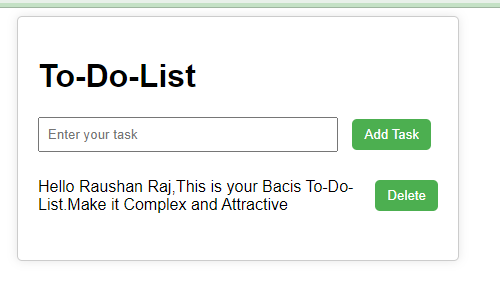 To-Do-List
Enter your task
Add Task
Hello Raushan Raj,This is your Bacis To-Do-
List.Make it Complex and Attractive
Delete